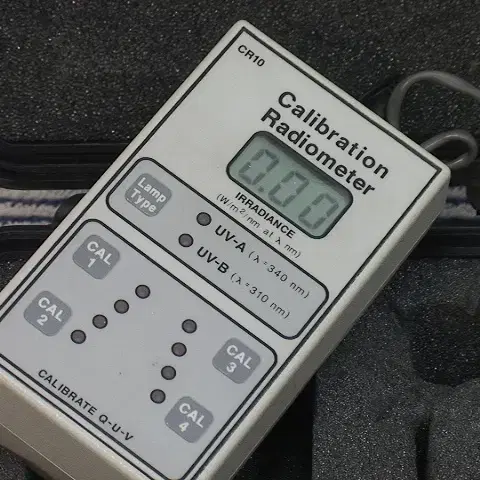 CR10
Calibration
Radiometer
0.00
IRRADIANCE
(W/m²/nm at λ nm)
Lamp
Type
UV-A (λ=340 nm)
UV-B (λ=310 nm)
CAL
1
CAL
2
CAL
3
CAL
4
CALIBRATE Q-U-V